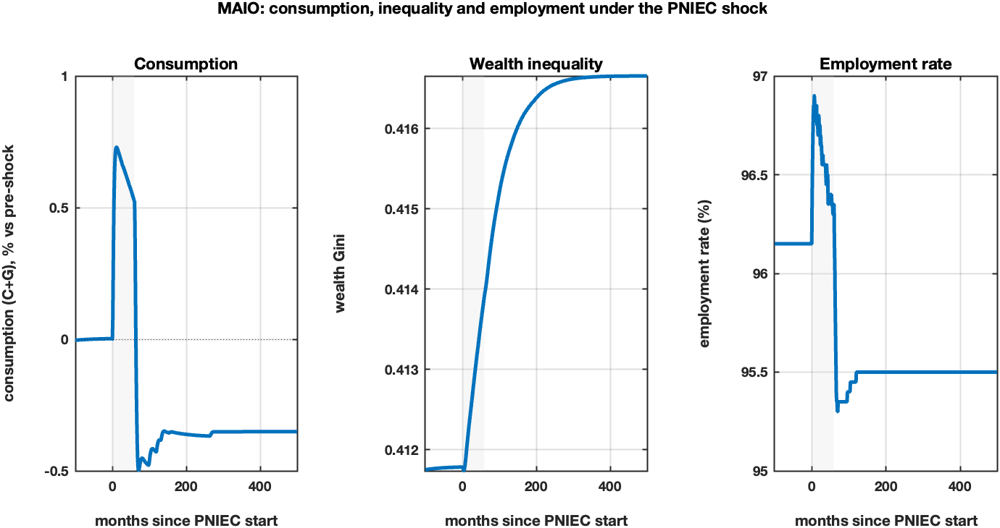 MAIO: consumption, inequality and employment under the PNIEC shock
Consumption
consumption (C+G), % vs pre-shock
1
0.5
0
-0.5
0
200
400
months since PNIEC start
Wealth inequality
wealth Gini
0.416
0.415
0.414
0.413
0.412
0
200
400
months since PNIEC start
Employment rate
employment rate (%)
97
96.5
96
95.5
95
0
200
400
months since PNIEC start